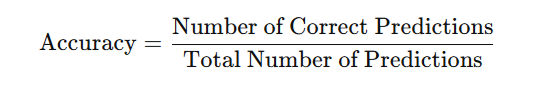 Accuracy = Number of Correct Predictions
Total Number of Predictions